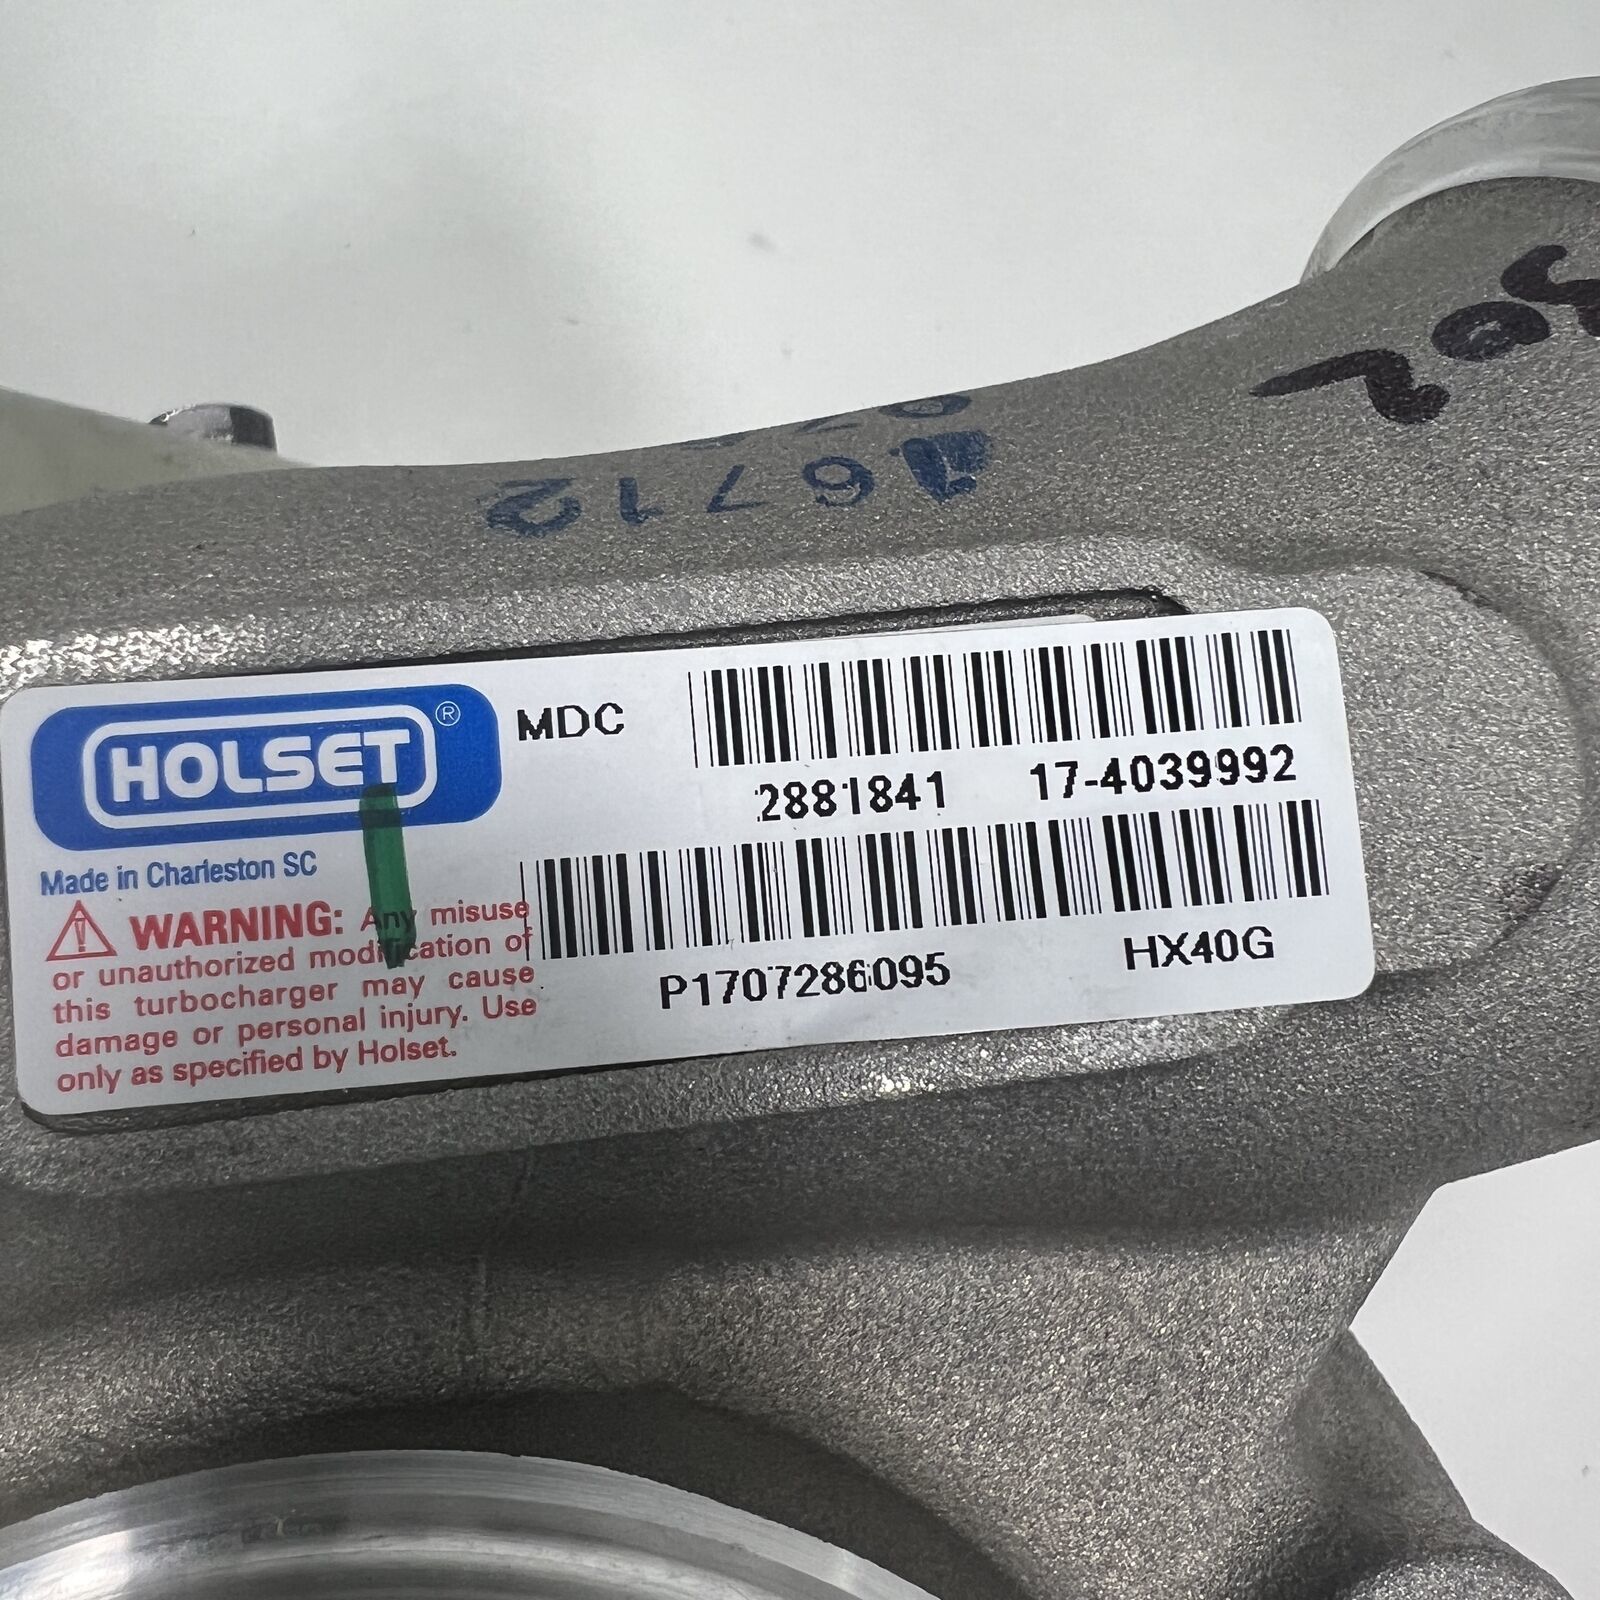 16712
HOLSET®
MDC
2881841 17-4039992
Made in Charleston SC
WARNING: Any misuse
or unauthorized modification of
this turbocharger may cause
damage or personal injury. Use
only as specified by Holset.
P1707286095
HX40G